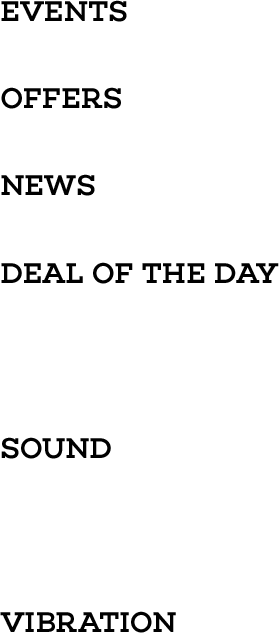 EVENTS
OFFERS
NEWS
DEAL OF THE DAY
SOUND
VIBRATION